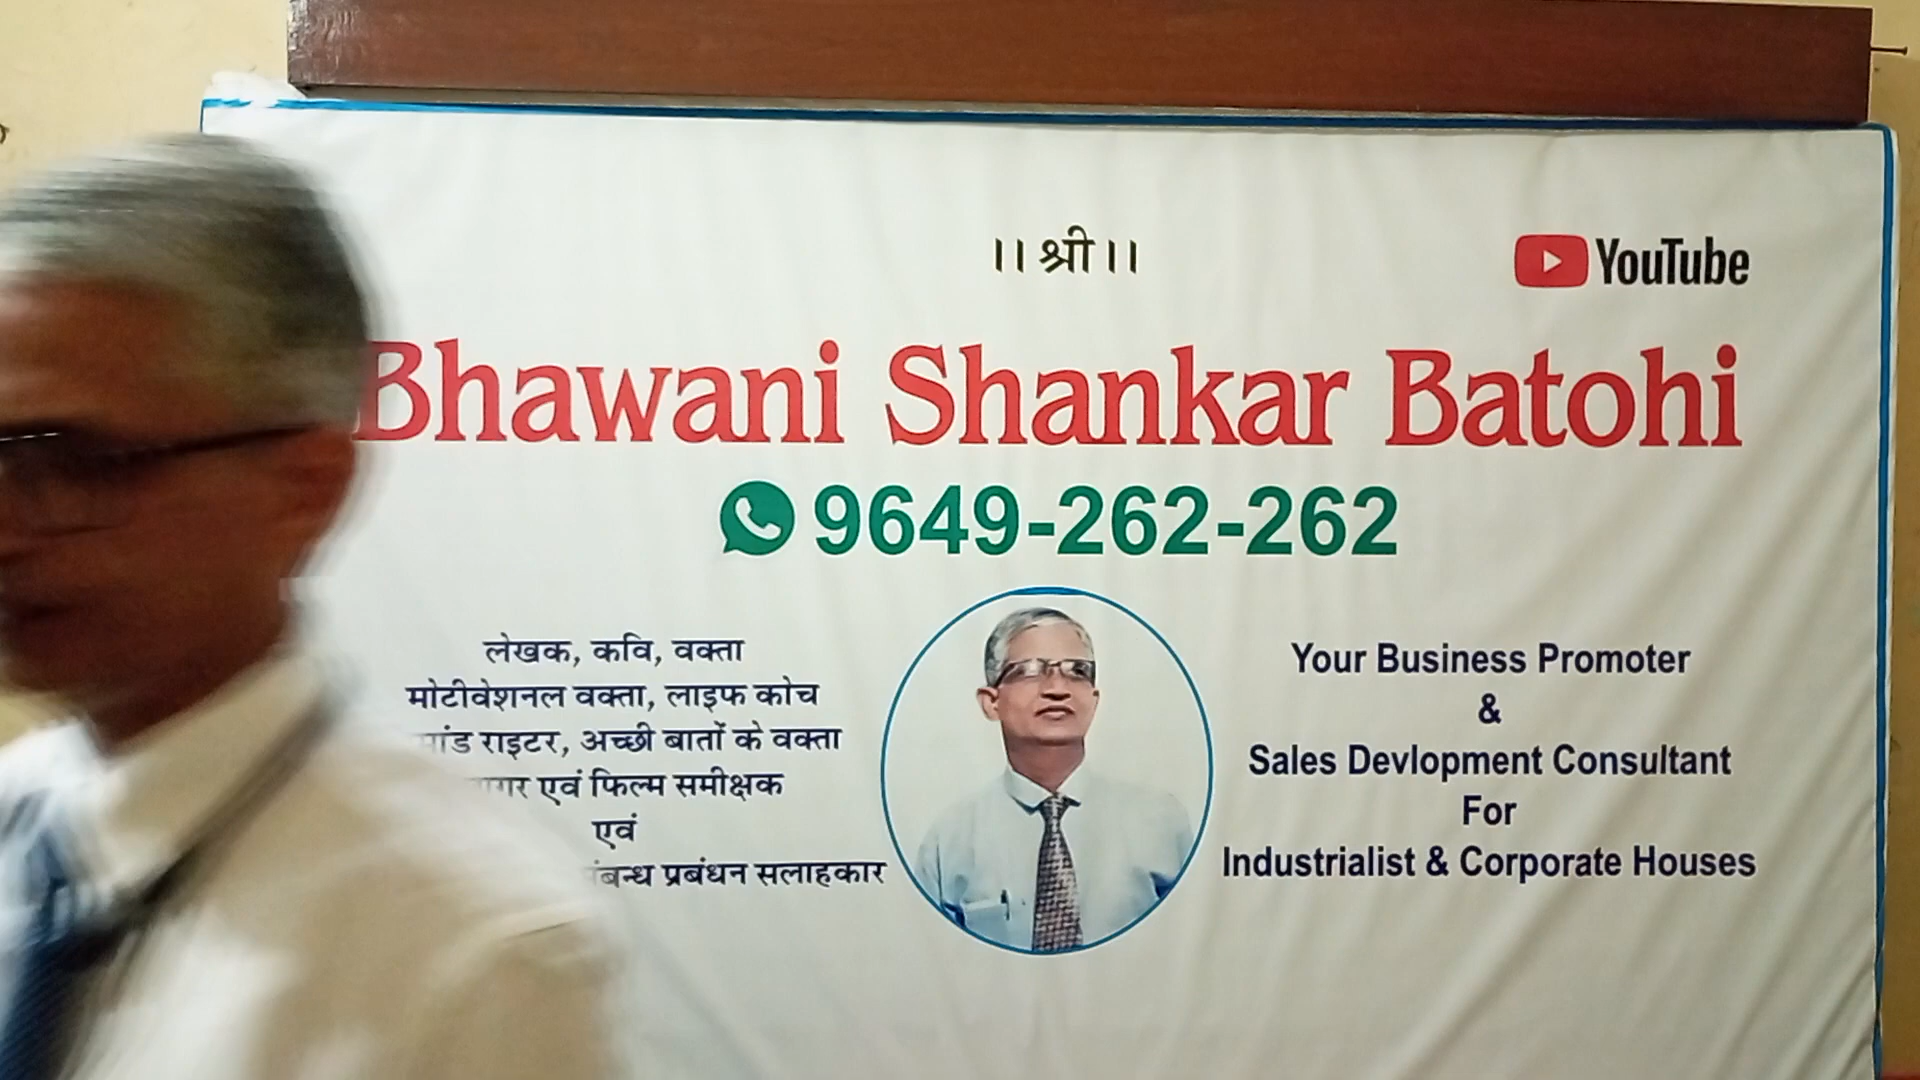 ।। श्री ।।
YouTube
Bhawani Shankar Batohi
9649-262-262
लेखक, कवि, वक्ता
मोटीवेशनल वक्ता, लाइफ कोच
राइटर, अच्छी बातों के वक्ता
एवं फिल्म समीक्षक
एवं
प्रबंधन सलाहकार
Your Business Promoter
&
Sales Devlopment Consultant
For
Industrialist & Corporate Houses